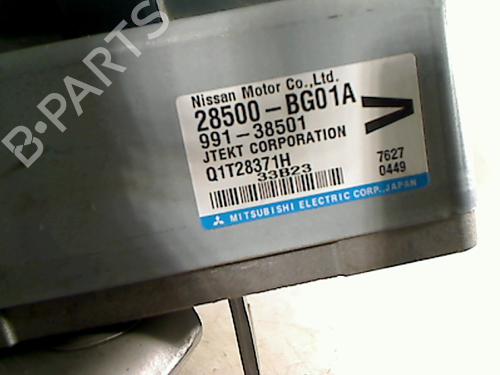 B-PARTS
Nissan Motor Co.,Ltd.
28500-BG01A
991-38501
JTEKT CORPORATION
Q1T28371H
33B23
7627
0449
MITSUBISHI ELECTRIC CORP.,JAPAN